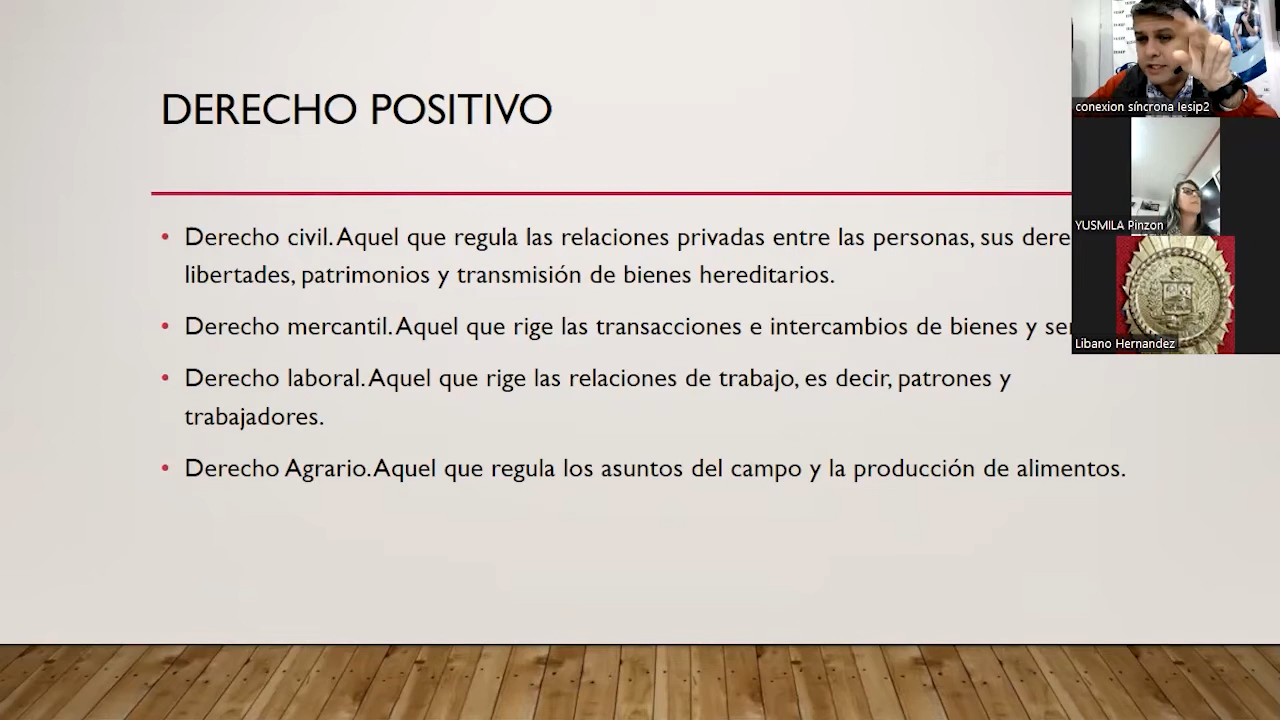 DERECHO POSITIVO
• Derecho civil. Aquel que regula las relaciones privadas entre las personas, sus
libertades, patrimonios y transmisión de bienes hereditarios.
• Derecho mercantil. Aquel que rige las transacciones e intercambios de bienes y
• Derecho laboral. Aquel que rige las relaciones de trabajo, es decir, patrones y
trabajadores.
• Derecho Agrario. Aquel que regula los asuntos del campo y la producción de alimentos.
conexion síncrona lesip2
YUSMILA Pinzon
Libano Hernandez